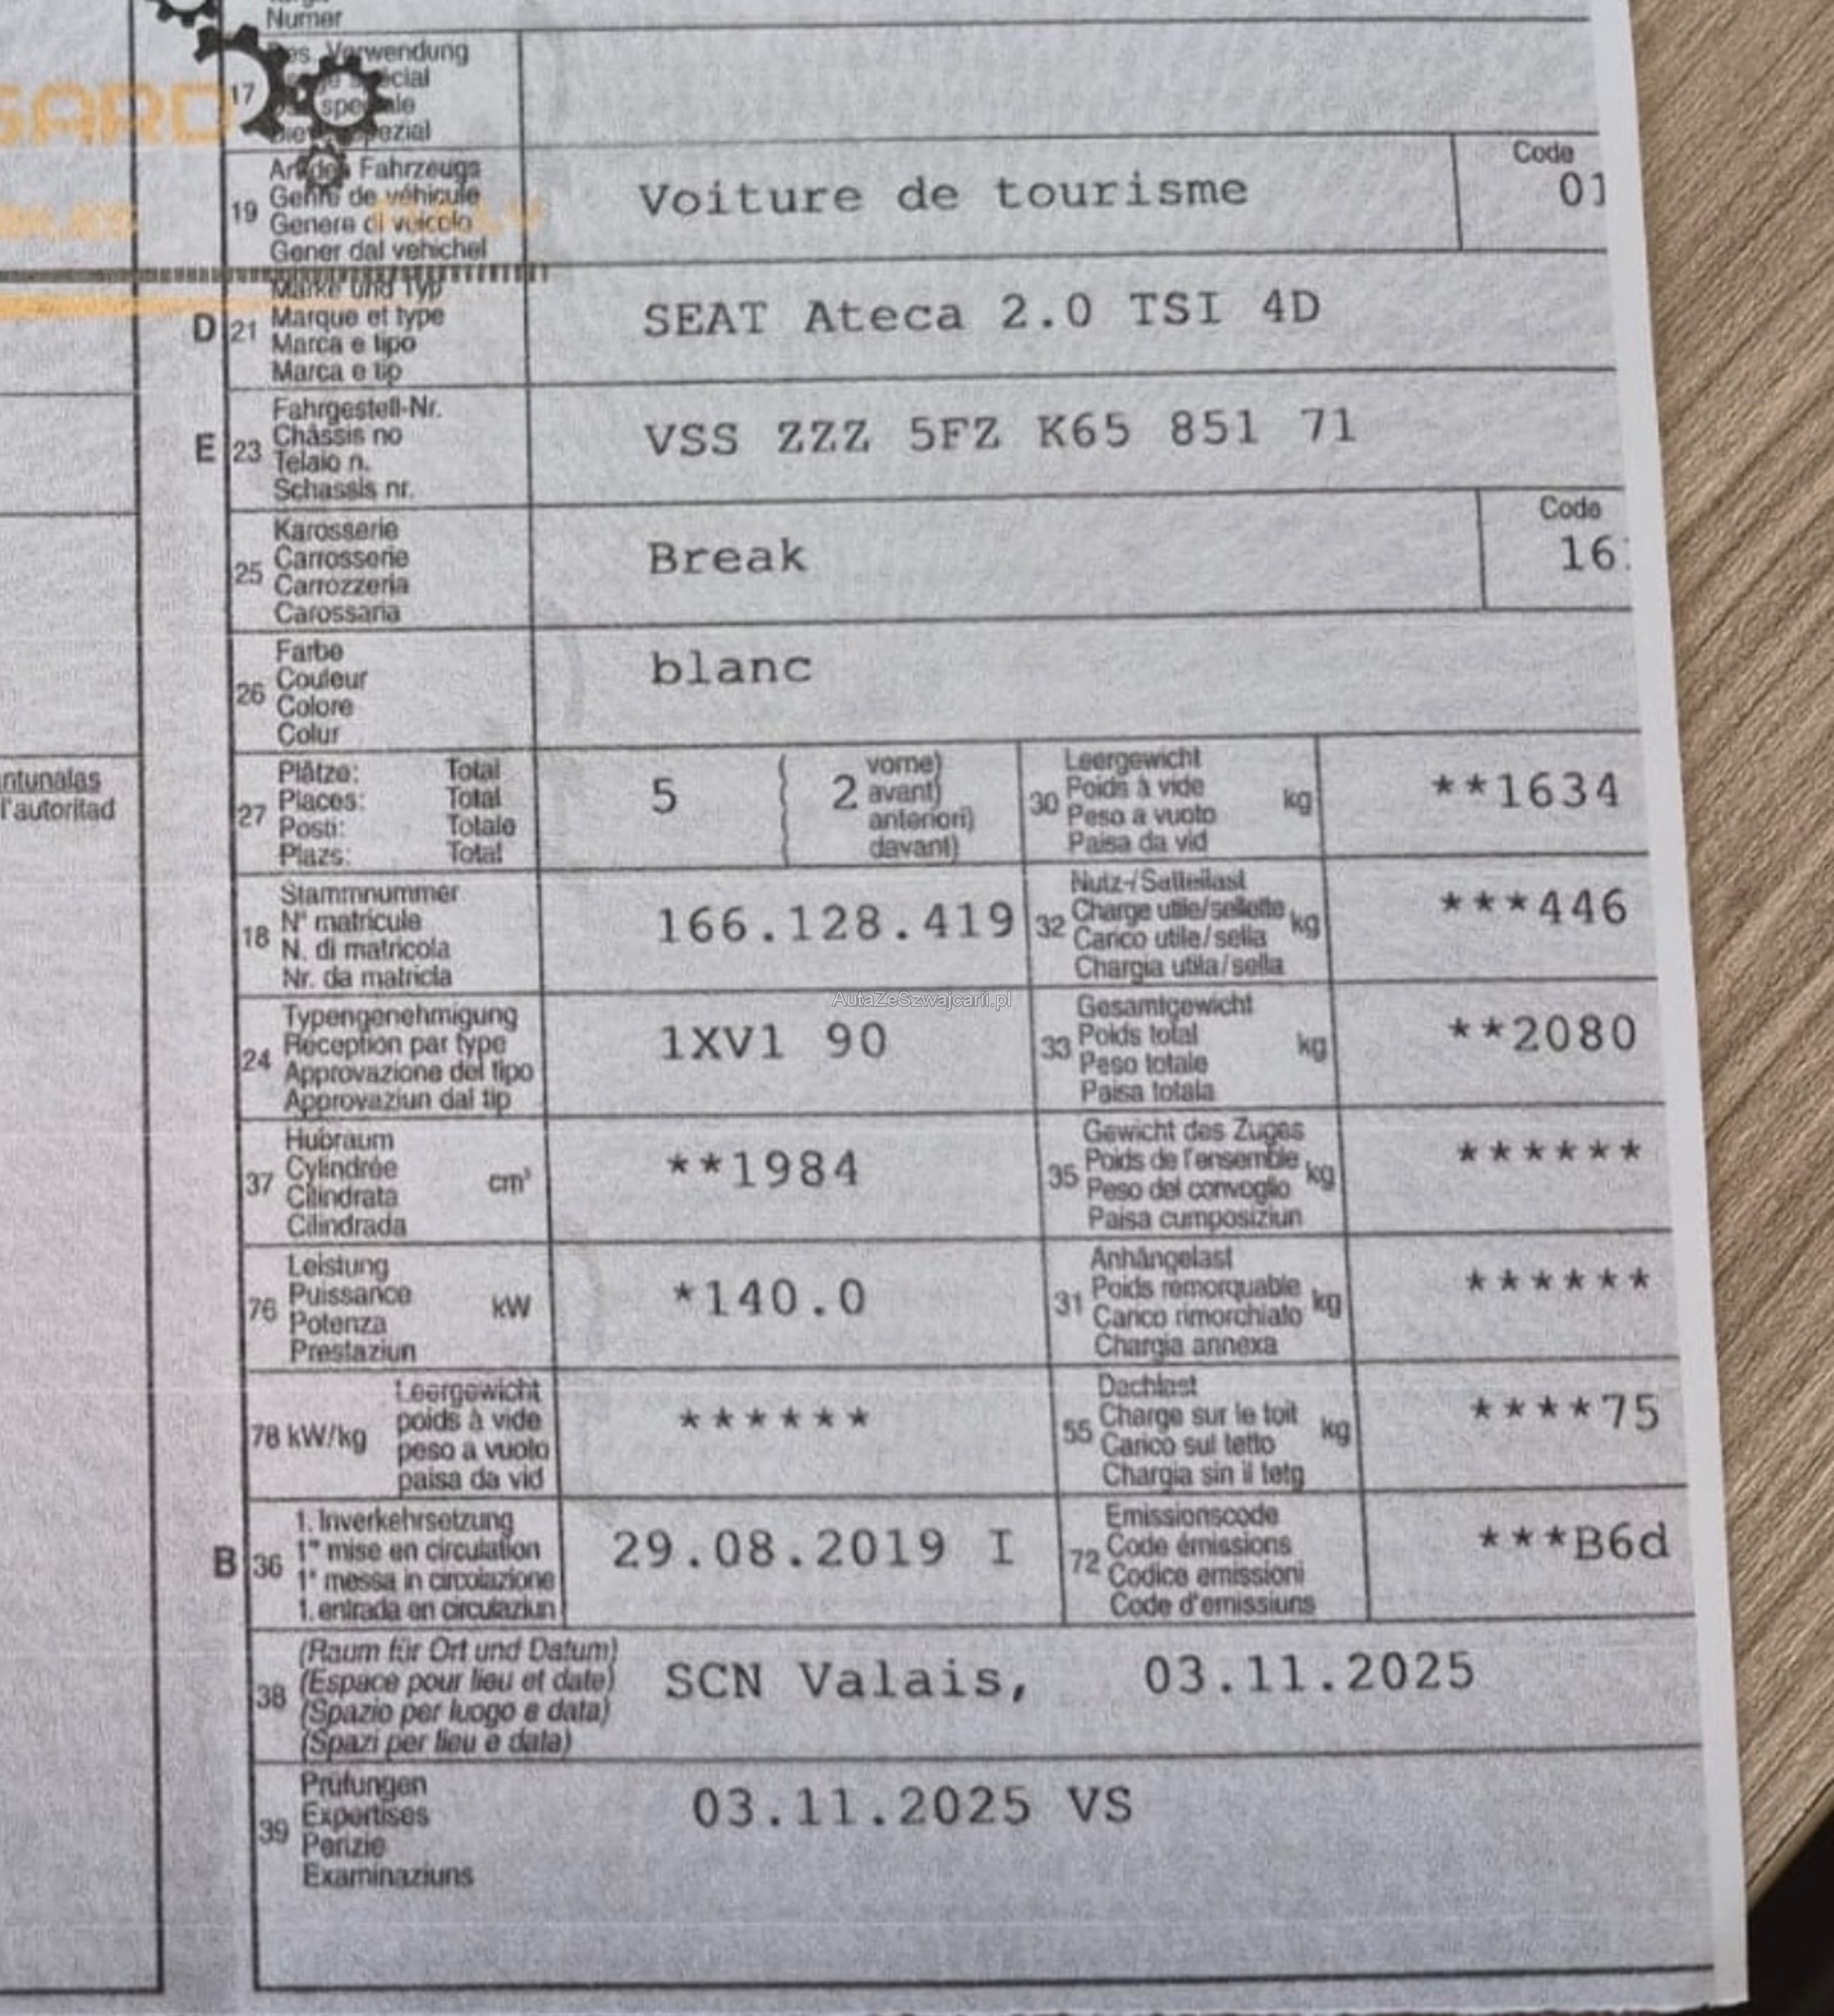 Numer
SARD
17
Bes. Verwendung
19
Art des Fahrzeugs
Genre de véhicule
Genere di veicolo
Gener dal vehichel
Voiture de tourisme
Code
01
D 21
Marke und Typ
Marque et type
Marca e tipo
Marca e tip
SEAT Ateca 2.0 TSI 4D
E 23
Fahrgestell-Nr.
Châssis no
Telaio n.
Schassis nr.
VSS ZZZ 5FZ K65 851 71
25
Karosserie
Carrosserie
Carrozzeria
Carossaria
Break
Code
16
26
Farbe
Couleur
Colore
Colur
blanc
ntunalas
l'autoritad
27
Plätze: Total
Places: Total
Posti: Totale
Plazs: Total
5
2
vorne)
avant)
anteriori)
davant)
30
Leergewicht
Poids à vide
Peso a vuoto
Paisa da vid
kg
**1634
18
Stammnummer
N° matricule
N. di matricola
Nr. da matricla
166.128.419
32
Nutz-/Sattellast
Charge utile/sellette
Carico utile/sella
Chargia utila/sella
kg
***446
AutaZeSzwajcarii.pl
24
Typengenehmigung
Réception par type
Approvazione del tipo
Approvaziun dal tip
1XV1 90
33
Gesamtgewicht
Poids total
Peso totale
Paisa totala
kg
**2080
37
Hubraum
Cylindrée
Cilindrata
Cilindrada
cm³
**1984
35
Gewicht des Zuges
Poids de l'ensemble
Peso del convoglio
Paisa cumposiziun
kg
******
76
Leistung
Puissance
Potenza
Prestaziun
kW
*140.0
31
Anhängelast
Poids remorquable
Carico rimorchiato
Chargia annexa
kg
******
78 kW/kg
Leergewicht
poids à vide
peso a vuoto
paisa da vid
******
55
Dachlast
Charge sur le toit
Carico sul tetto
Chargia sin il tetg
kg
****75
B 36
1. Inverkehrsetzung
1re mise en circulation
1a messa in circolazione
1. entrada en circulaziun
29.08.2019 I
72
Emissionscode
Code émissions
Codice emissioni
Code d'emissiuns
***B6d
38
(Raum für Ort und Datum)
(Espace pour lieu et date)
(Spazio per luogo e data)
(Spazi per lieu e data)
SCN Valais, 03.11.2025
39
Prüfungen
Expertises
Perizie
Examinaziuns
03.11.2025 VS